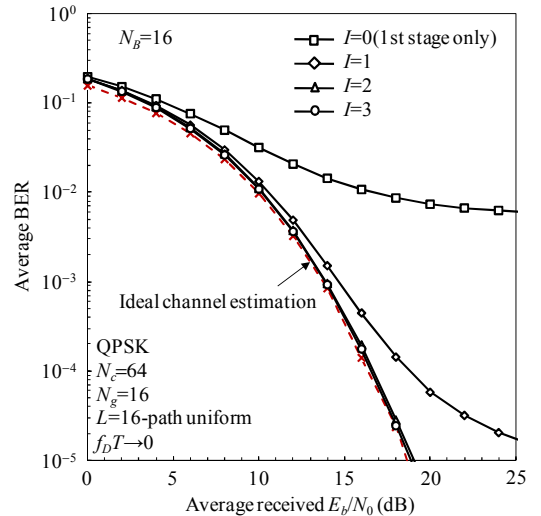 10^0
10^-1
10^-2
10^-3
10^-4
10^-5
Average BER
N_B=16
I=0(1st stage only)
I=1
I=2
I=3
Ideal channel estimation
QPSK
N_c=64
N_g=16
L=16-path uniform
f_DT→0
0 5 10 15 20 25
Average received E_b/N_0 (dB)